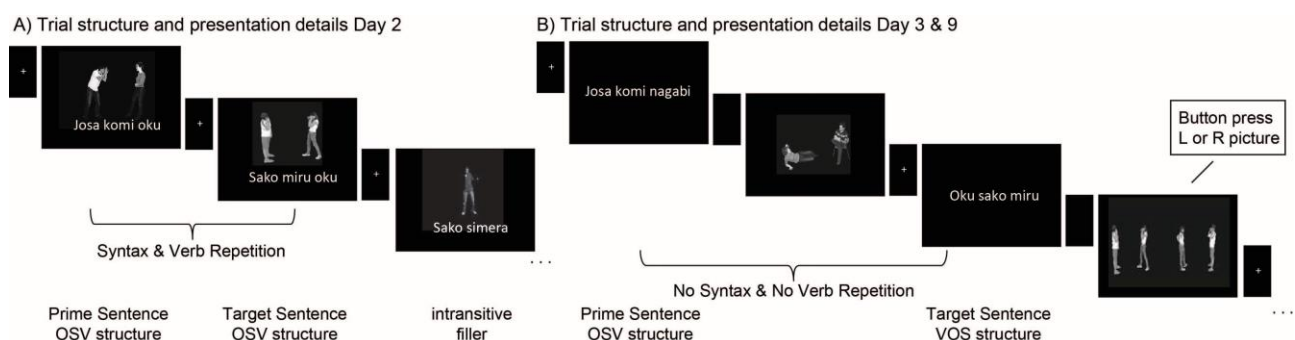 A) Trial structure and presentation details Day 2
+
Josa komi oku
+
Sako miru oku
+
Sako simera
. . .
Syntax & Verb Repetition
Prime Sentence
OSV structure
Target Sentence
OSV structure
intransitive
filler
B) Trial structure and presentation details Day 3 & 9
+
Josa komi nagabi
+
Oku sako miru
Button press
L or R picture
+
. . .
No Syntax & No Verb Repetition
Prime Sentence
OSV structure
Target Sentence
VOS structure